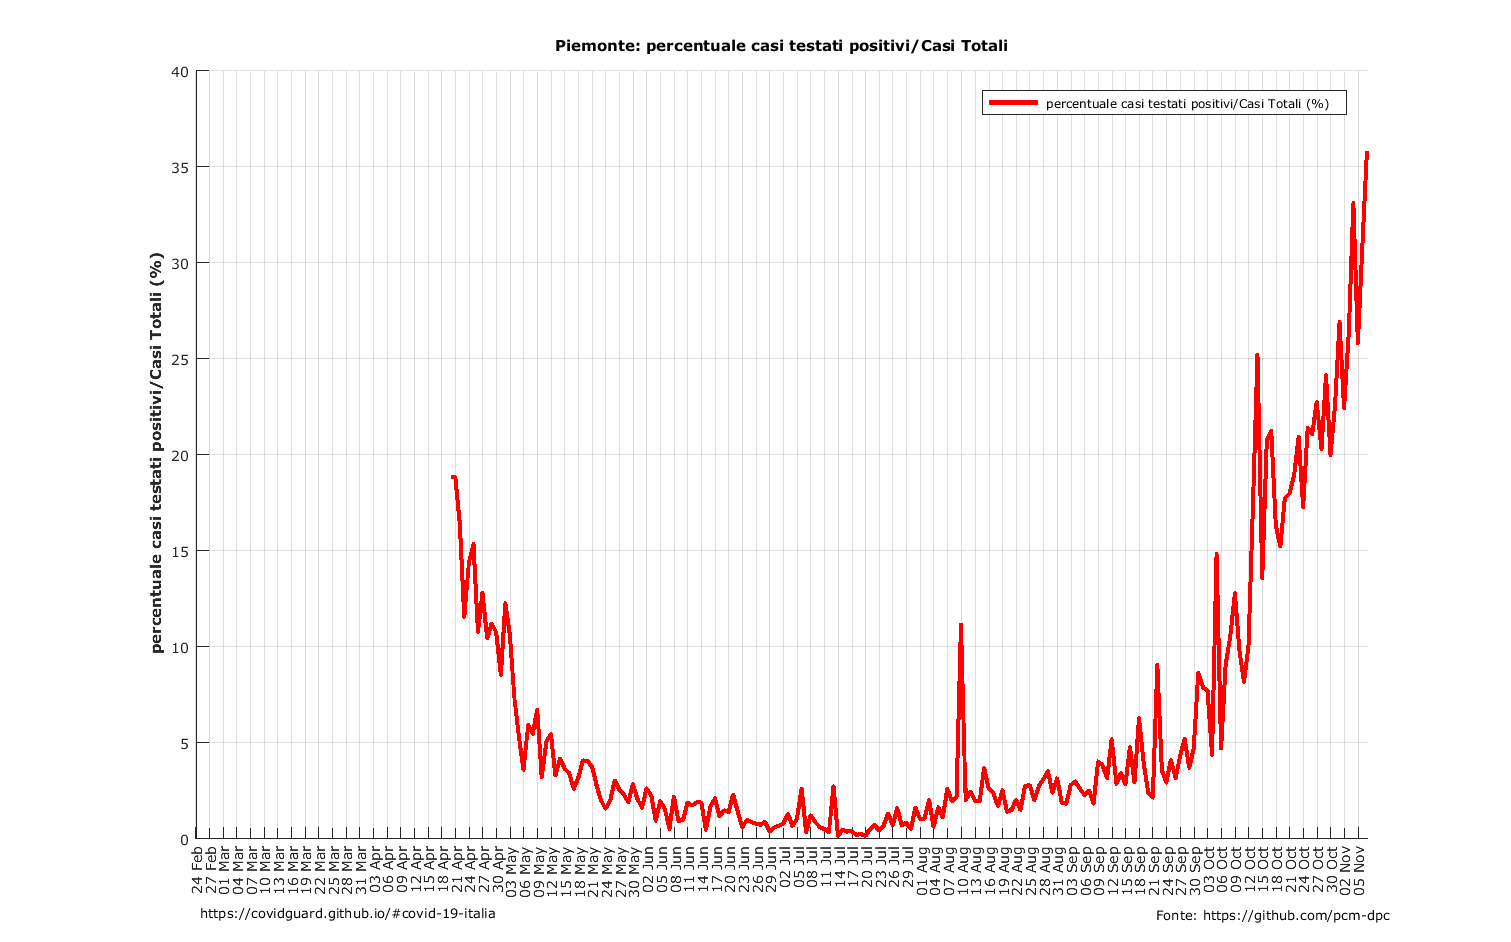 Piemonte: percentuale casi testati positivi/Casi Totali
percentuale casi testati positivi/Casi Totali (%)
percentuale casi testati positivi/Casi Totali (%)
40
35
30
25
20
15
10
5
0
24 Feb
27 Feb
01 Mar
04 Mar
07 Mar
10 Mar
13 Mar
16 Mar
19 Mar
22 Mar
25 Mar
28 Mar
31 Mar
03 Apr
06 Apr
09 Apr
12 Apr
15 Apr
18 Apr
21 Apr
24 Apr
27 Apr
30 Apr
03 May
06 May
09 May
12 May
15 May
18 May
21 May
24 May
27 May
30 May
02 Jun
05 Jun
08 Jun
11 Jun
14 Jun
17 Jun
20 Jun
23 Jun
26 Jun
29 Jun
02 Jul
05 Jul
08 Jul
11 Jul
14 Jul
17 Jul
20 Jul
23 Jul
26 Jul
29 Jul
01 Aug
04 Aug
07 Aug
10 Aug
13 Aug
16 Aug
19 Aug
22 Aug
25 Aug
28 Aug
31 Aug
03 Sep
06 Sep
09 Sep
12 Sep
15 Sep
18 Sep
21 Sep
24 Sep
27 Sep
30 Sep
03 Oct
06 Oct
09 Oct
12 Oct
15 Oct
18 Oct
21 Oct
24 Oct
27 Oct
30 Oct
02 Nov
05 Nov
https://covidguard.github.io/#covid-19-italia
Fonte: https://github.com/pcm-dpc